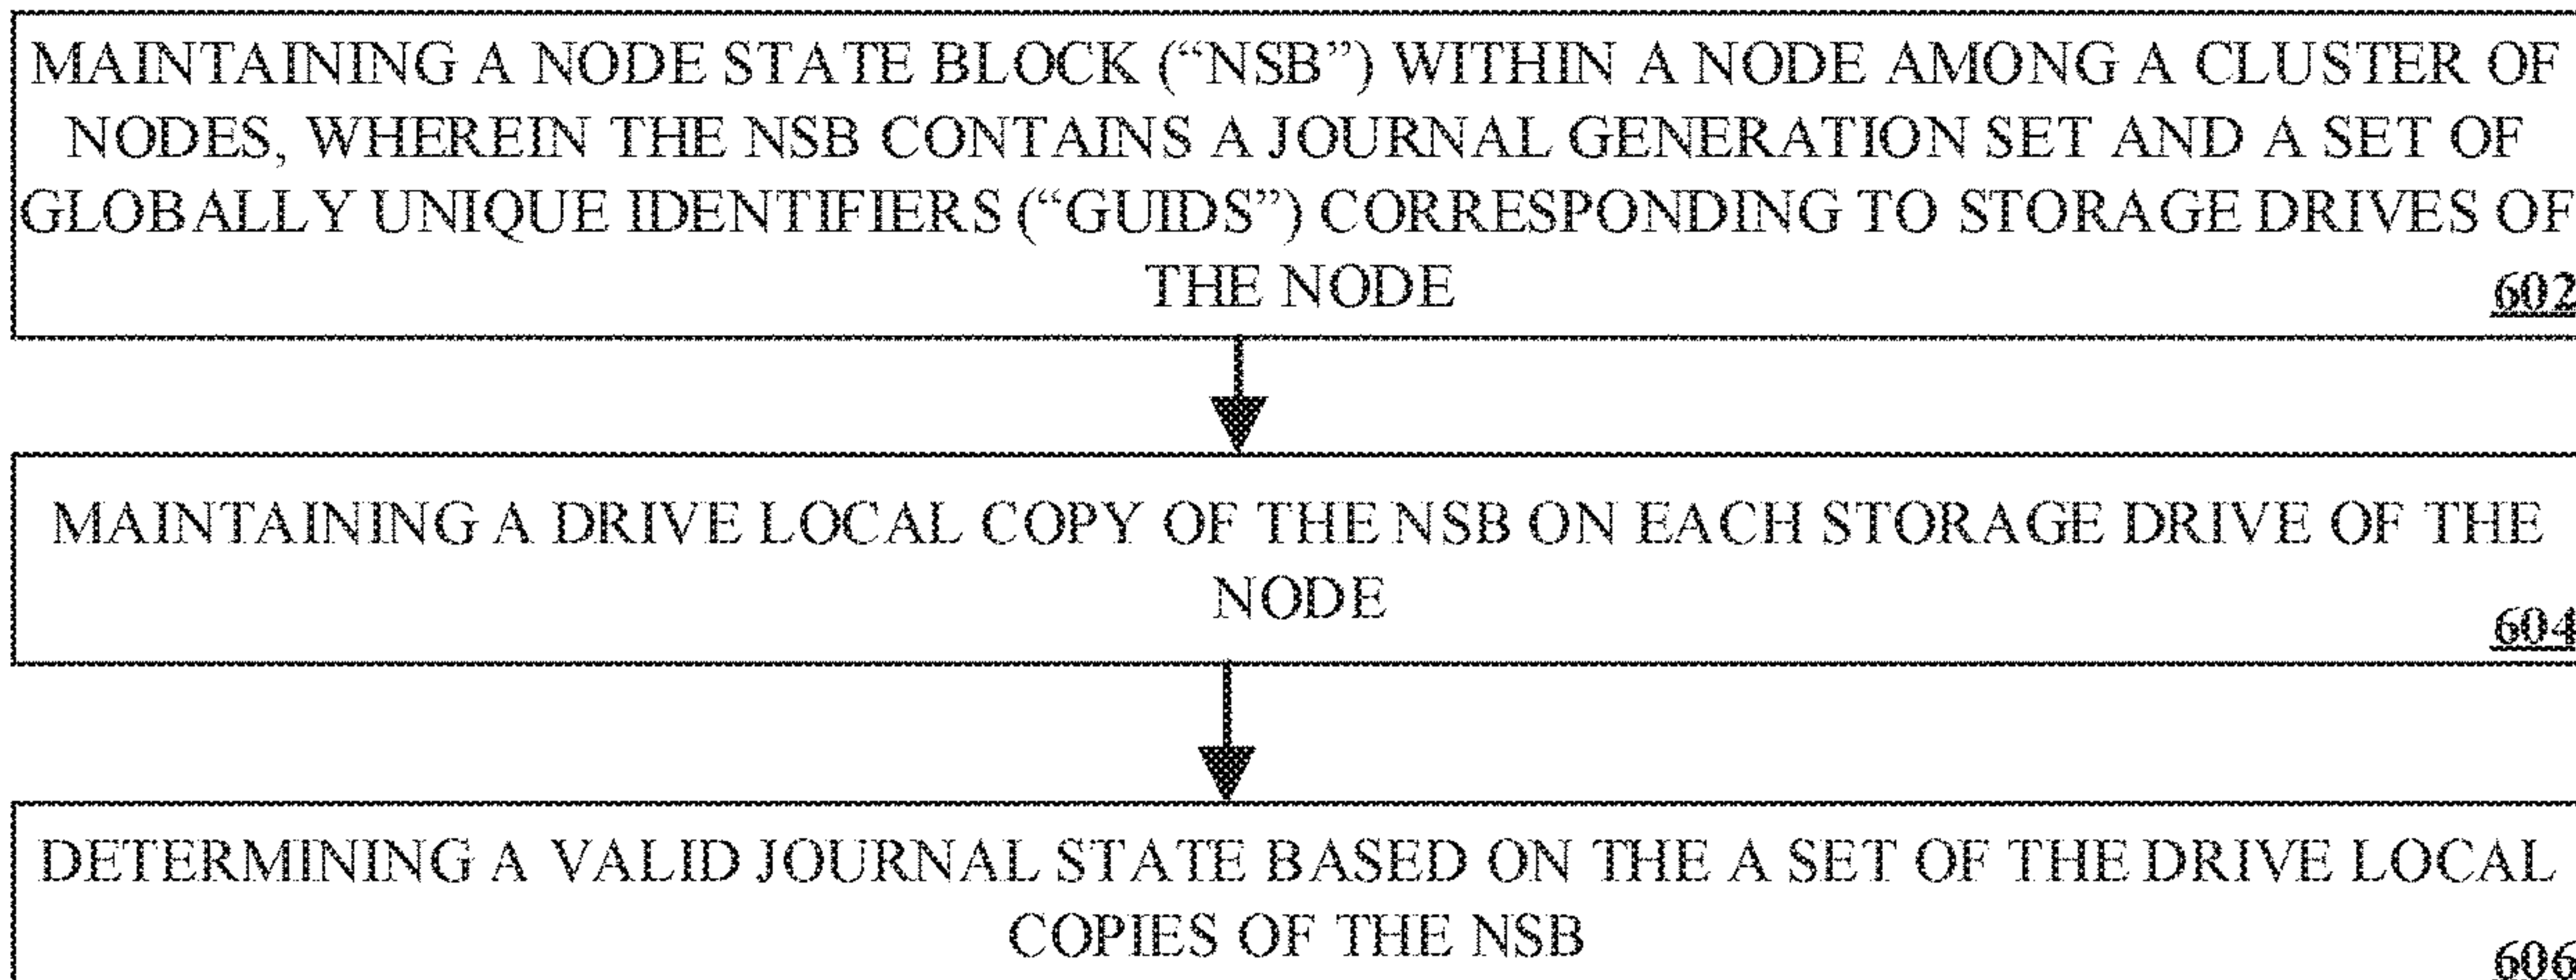 MAINTAINING A NODE STATE BLOCK (“NSB”) WITHIN A NODE AMONG A CLUSTER OF
NODES, WHEREIN THE NSB CONTAINS A JOURNAL GENERATION SET AND A SET OF
GLOBALLY UNIQUE IDENTIFIERS (“GUIDS”) CORRESPONDING TO STORAGE DRIVES OF
THE NODE
602
MAINTAINING A DRIVE LOCAL COPY OF THE NSB ON EACH STORAGE DRIVE OF THE
NODE
604
DETERMINING A VALID JOURNAL STATE BASED ON THE A SET OF THE DRIVE LOCAL
COPIES OF THE NSB
606